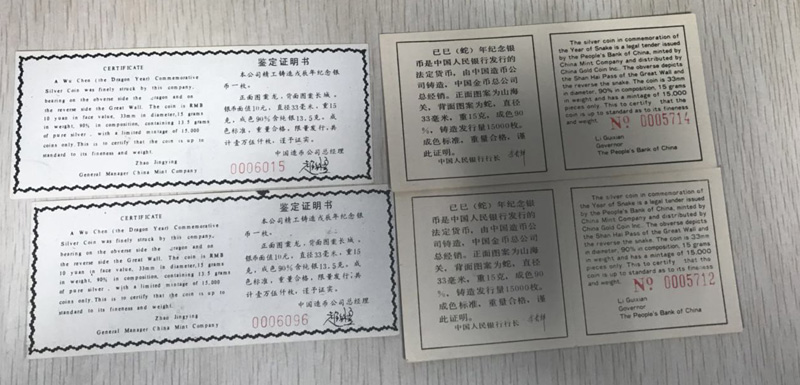 CERTIFICATE
A Wu Chen (the Dragon Year) Commemorative
Silver Coin was finely struck by this company,
bearing on the obverse side the dragon and on
the reverse side the Great Wall. The coin is RMB
10 yuan in face value, 33mm in diameter, 15 grams
in weight, 90% in composition, containing 13.5 grams
of pure silver, with a limited mintage of 15,000
coins only. This is to certify that the coin is up to
standard to its fineness and weight.
Zhao Jingying
General Manager China Mint Company
鉴定证明书
本公司精工铸造戊辰年纪念银
币一枚。
正面图案龙,背面图案长城,
银币面值10元,直径33毫米,重15
克,成色90%含纯银13.5克,成
色标准,重量合格,限量发行,共
计壹万伍仟枚,谨予证实。
中国造币公司总经理
0006015
CERTIFICATE
A Wu Chen (the Dragon Year) Commemorative
Silver Coin was finely struck by this company,
bearing on the obverse side the dragon and on
the reverse side the Great Wall. The coin is RMB
10 yuan in face value, 33mm in diameter, 15 grams
in weight, 90% in composition, containing 13.5 grams
of pure silver, with a limited mintage of 15,000
coins only. This is to certify that the coin is up to
standard to its fineness and weight.
Zhao Jingying
General Manager China Mint Company
鉴定证明书
本公司精工铸造戊辰年纪念银
币一枚。
正面图案龙,背面图案长城,
银币面值10元,直径33毫米,重15
克,成色90%含纯银13.5克,成
色标准,重量合格,限量发行,共
计壹万伍仟枚,谨予证实。
中国造币公司总经理
0006096
己巳(蛇)年纪念银
币是中国人民银行发行的
法定货币,由中国造币公
司铸造,中国金币总公司
总经销。正面图案为山海
关,背面图案为蛇,直径
33毫米,重15克,成色90
%,铸造发行量15000枚。
成色标准,重量合格,谨
此证明。
中国人民银行行长
The silver coin in commemoration of
the Year of Snake is a legal tender issued
by the People's Bank of China, minted by
China Mint Company and distributed by
China Gold Coin Inc. The obverse depicts
the Shan Hai Pass of the Great Wall and
the reverse the snake. The coin is 33mm
in diameter, 90% in composition, 15 grams
in weight and has a mintage of 15,000
pieces only. This to certify that the
coin is up to standard as to its fineness
and weight.
№ 0005714
Li Guixian
Governor
The People's Bank of China
己巳(蛇)年纪念银
币是中国人民银行发行的
法定货币,由中国造币公
司铸造,中国金币总公司
总经销。正面图案为山海
关,背面图案为蛇,直径
33毫米,重15克,成色90
%,铸造发行量15000枚。
成色标准,重量合格,谨
此证明。
中国人民银行行长
The silver coin in commemoration of
the Year of Snake is a legal tender issued
by the People's Bank of China, minted by
China Mint Company and distributed by
China Gold Coin Inc. The obverse depicts
the Shan Hai Pass of the Great Wall and
the reverse the snake. The coin is 33mm
in diameter, 90% in composition, 15 grams
in weight and has a mintage of 15,000
pieces only. This to certify that the
coin is up to standard as to its fineness
and weight.
№ 0005712
Li Guixian
Governor
The People's Bank of China